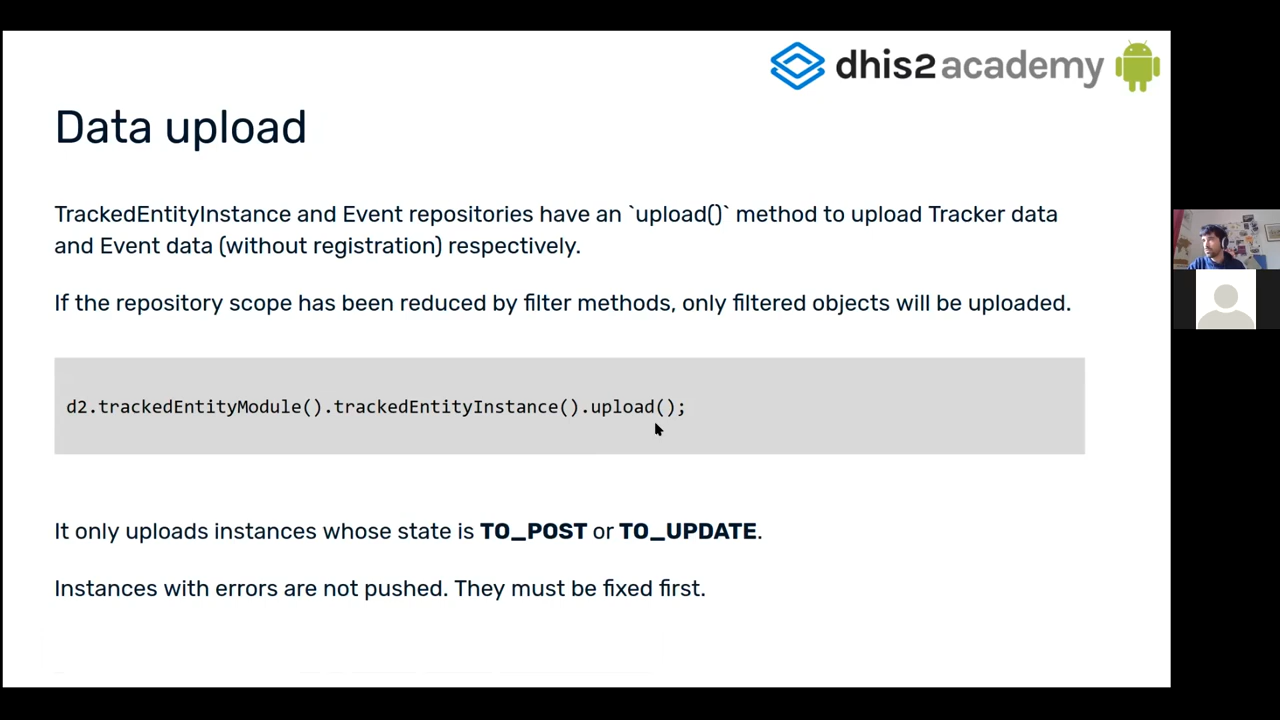 dhis2 academy
Data upload
TrackedEntityInstance and Event repositories have an `upload()` method to upload Tracker data
and Event data (without registration) respectively.
If the repository scope has been reduced by filter methods, only filtered objects will be uploaded.
d2.trackedEntityModule().trackedEntityInstance().upload();
It only uploads instances whose state is TO_POST or TO_UPDATE.
Instances with errors are not pushed. They must be fixed first.